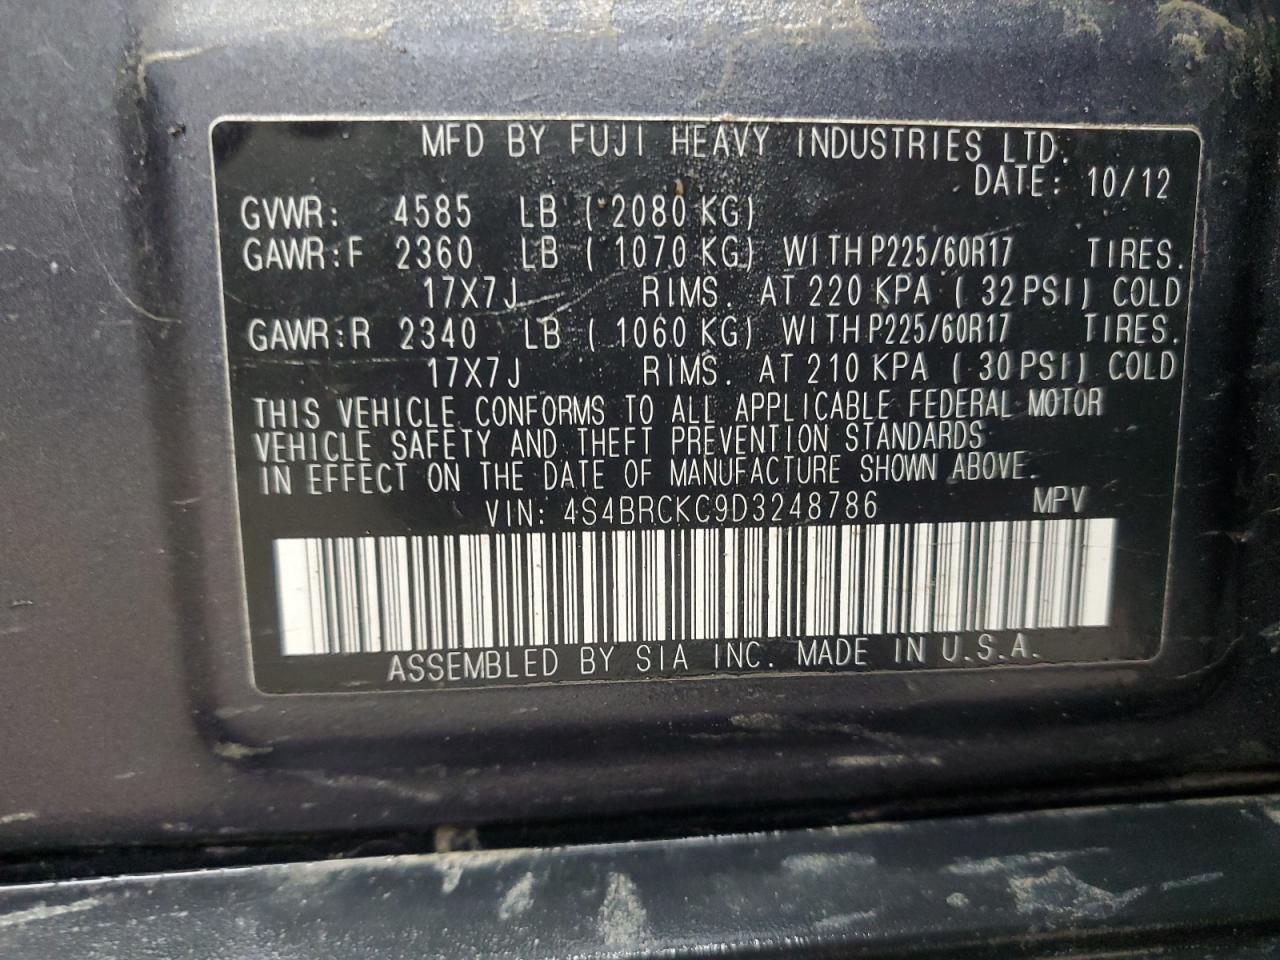 MFD BY FUJI HEAVY INDUSTRIES LTD.
DATE: 10/12
GVWR: 4585 LB (2080 KG)
GAWR:F 2360 LB (1070 KG) WITH P225/60R17 TIRES.
17X7J RIMS. AT 220 KPA (32 PSI) COLD
GAWR:R 2340 LB (1060 KG) WITH P225/60R17 TIRES.
17X7J RIMS. AT 210 KPA (30 PSI) COLD
THIS VEHICLE CONFORMS TO ALL APPLICABLE FEDERAL MOTOR
VEHICLE SAFETY AND THEFT PREVENTION STANDARDS
IN EFFECT ON THE DATE OF MANUFACTURE SHOWN ABOVE.
VIN: 4S4BRCKC9D3248786 MPV
ASSEMBLED BY SIA INC. MADE IN U.S.A.